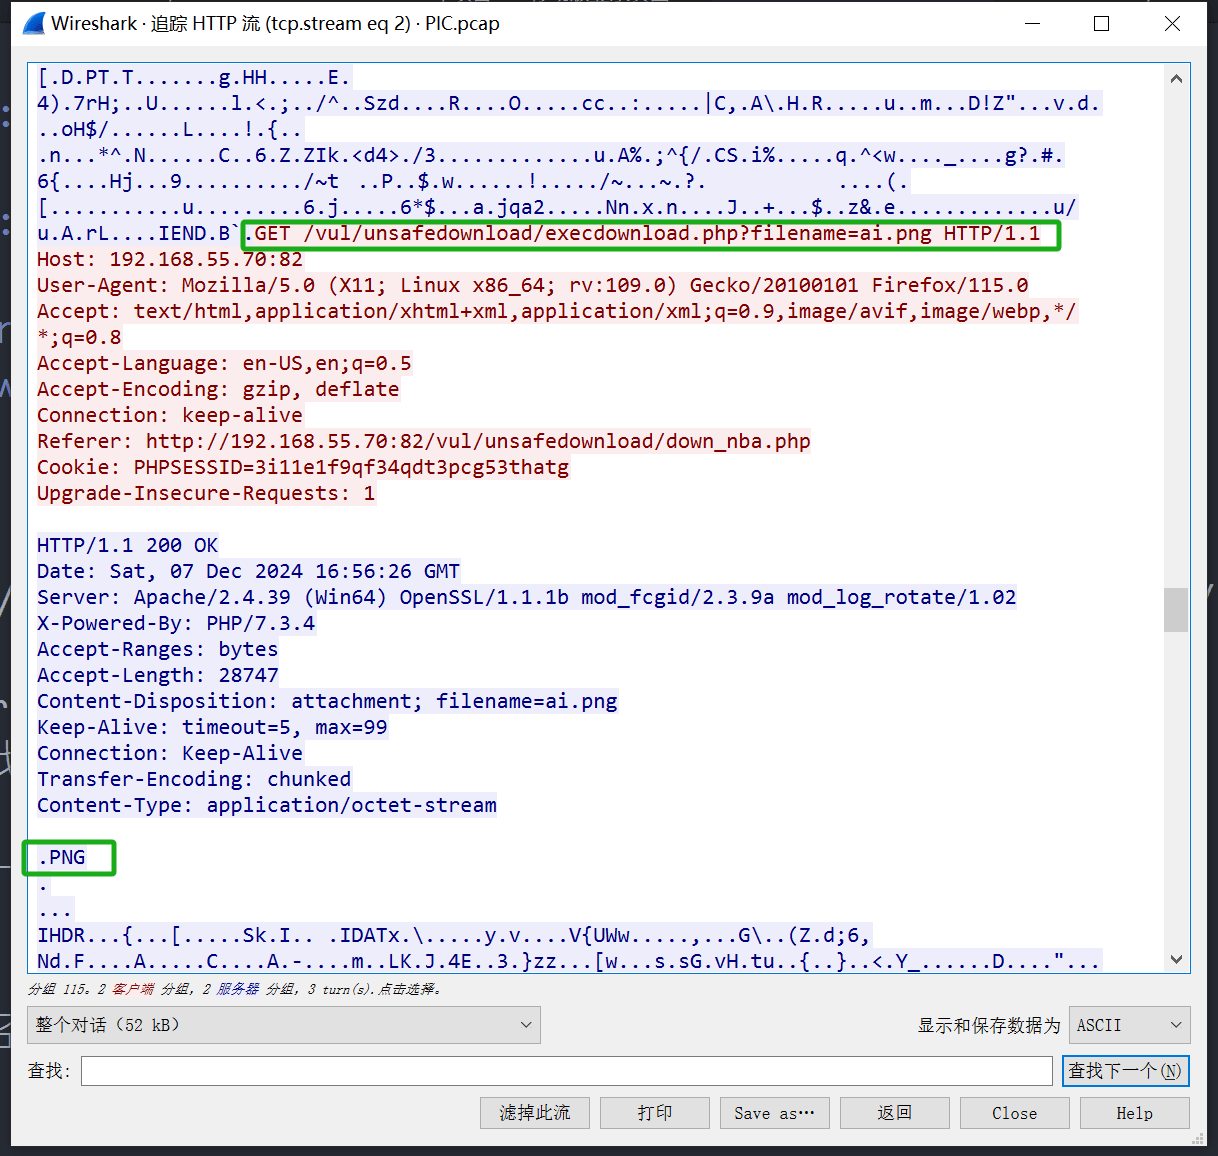 Wireshark · 追踪 HTTP 流 (tcp.stream eq 2) · PIC.pcap
[.D.PT.T.......g.HH.....E.
4).7rH;..U......l.<.;../^..Szd....R....O.....cc..:.....|C,.A\.H.R.....u..m...D!Z"...v.d.
..oH$/......L....!.{..
.n...*^.N......C..6.Z.ZIk.<d4>./3.............u.A%.;^{/.CS.i%.....q.^<w...._....g?.#.
6{....Hj...9........../~t ..P..$.w......!...../~...~.?. ....(.
[...........u.........6.j.....6*$...a.jqa2.....Nn.x.n....J..+...$..z&.e.............u/
u.A.rL....IEND.B`.GET /vul/unsafedownload/execdownload.php?filename=ai.png HTTP/1.1
Host: 192.168.55.70:82
User-Agent: Mozilla/5.0 (X11; Linux x86_64; rv:109.0) Gecko/20100101 Firefox/115.0
Accept: text/html,application/xhtml+xml,application/xml;q=0.9,image/avif,image/webp,*/
*;q=0.8
Accept-Language: en-US,en;q=0.5
Accept-Encoding: gzip, deflate
Connection: keep-alive
Referer: http://192.168.55.70:82/vul/unsafedownload/down_nba.php
Cookie: PHPSESSID=3i11e1f9qf34qdt3pcg53thatg
Upgrade-Insecure-Requests: 1
HTTP/1.1 200 OK
Date: Sat, 07 Dec 2024 16:56:26 GMT
Server: Apache/2.4.39 (Win64) OpenSSL/1.1.1b mod_fcgid/2.3.9a mod_log_rotate/1.02
X-Powered-By: PHP/7.3.4
Accept-Ranges: bytes
Accept-Length: 28747
Content-Disposition: attachment; filename=ai.png
Keep-Alive: timeout=5, max=99
Connection: Keep-Alive
Transfer-Encoding: chunked
Content-Type: application/octet-stream
.PNG
.
...
IHDR...{...[.....Sk.I.. .IDATx.\.....y.v....V{UWw.....,...G\..(Z.d;6,
Nd.F....A.....C....A.-....m..LK.J.4E..3.}zz...[w...s.sG.vH.tu..{..}..<.Y_......D...."...
分组 115。2 客户端 分组，2 服务器 分组，3 turn(s).点击选择。
整个对话（52 kB）
显示和保存数据为 ASCII
查找：
查找下一个(N)
滤掉此流 打印 Save as… 返回 Close Help